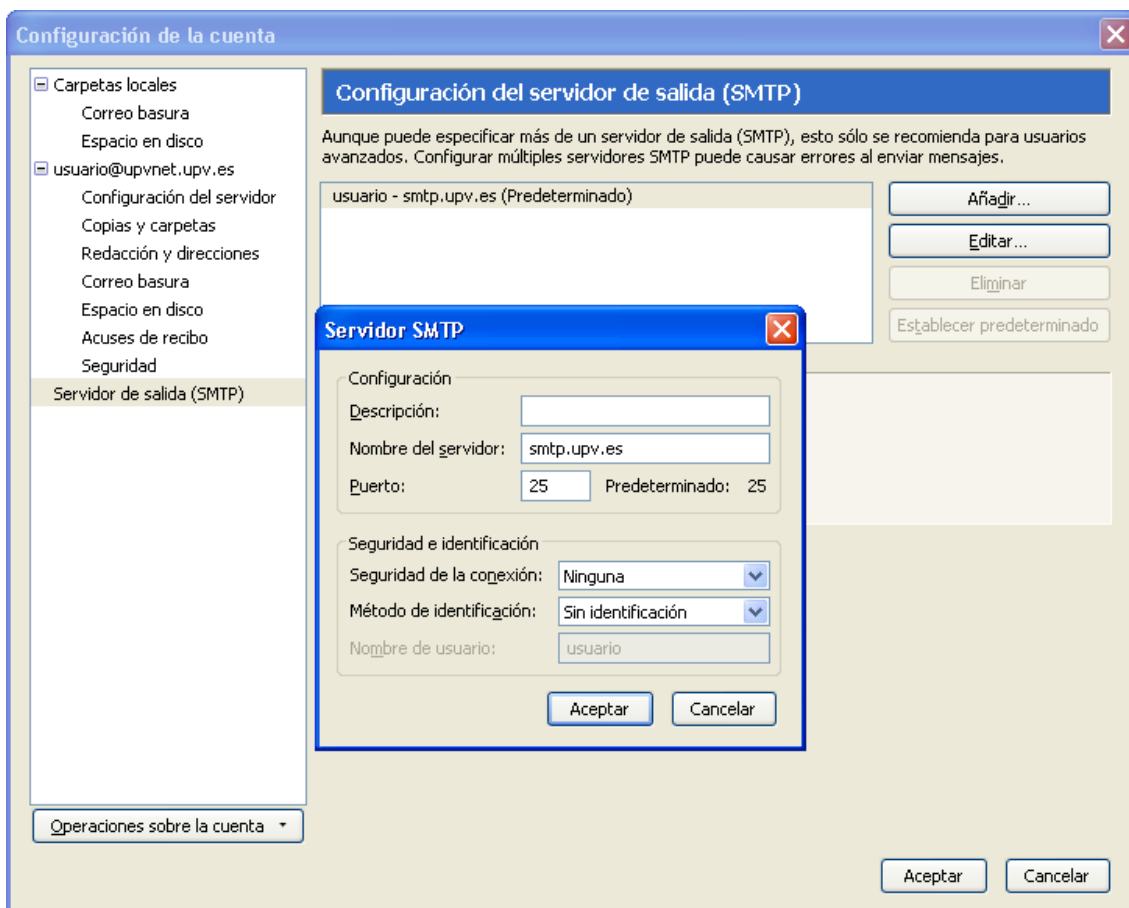 Configuración de la cuenta
Carpetas locales
Correo basura
Espacio en disco
usuario@upvnet.upv.es
Configuración del servidor
Copias y carpetas
Redacción y direcciones
Correo basura
Espacio en disco
Acuses de recibo
Seguridad
Servidor de salida (SMTP)
Operaciones sobre la cuenta
Configuración del servidor de salida (SMTP)
Aunque puede especificar más de un servidor de salida (SMTP), esto sólo se recomienda para usuarios
avanzados. Configurar múltiples servidores SMTP puede causar errores al enviar mensajes.
usuario - smtp.upv.es (Predeterminado)
Añadir...
Editar...
Eliminar
Establecer predeterminado
Servidor SMTP
Configuración
Descripción:
Nombre del servidor: smtp.upv.es
Puerto: 25 Predeterminado: 25
Seguridad e identificación
Seguridad de la conexión: Ninguna
Método de identificación: Sin identificación
Nombre de usuario: usuario
Aceptar Cancelar
Aceptar Cancelar